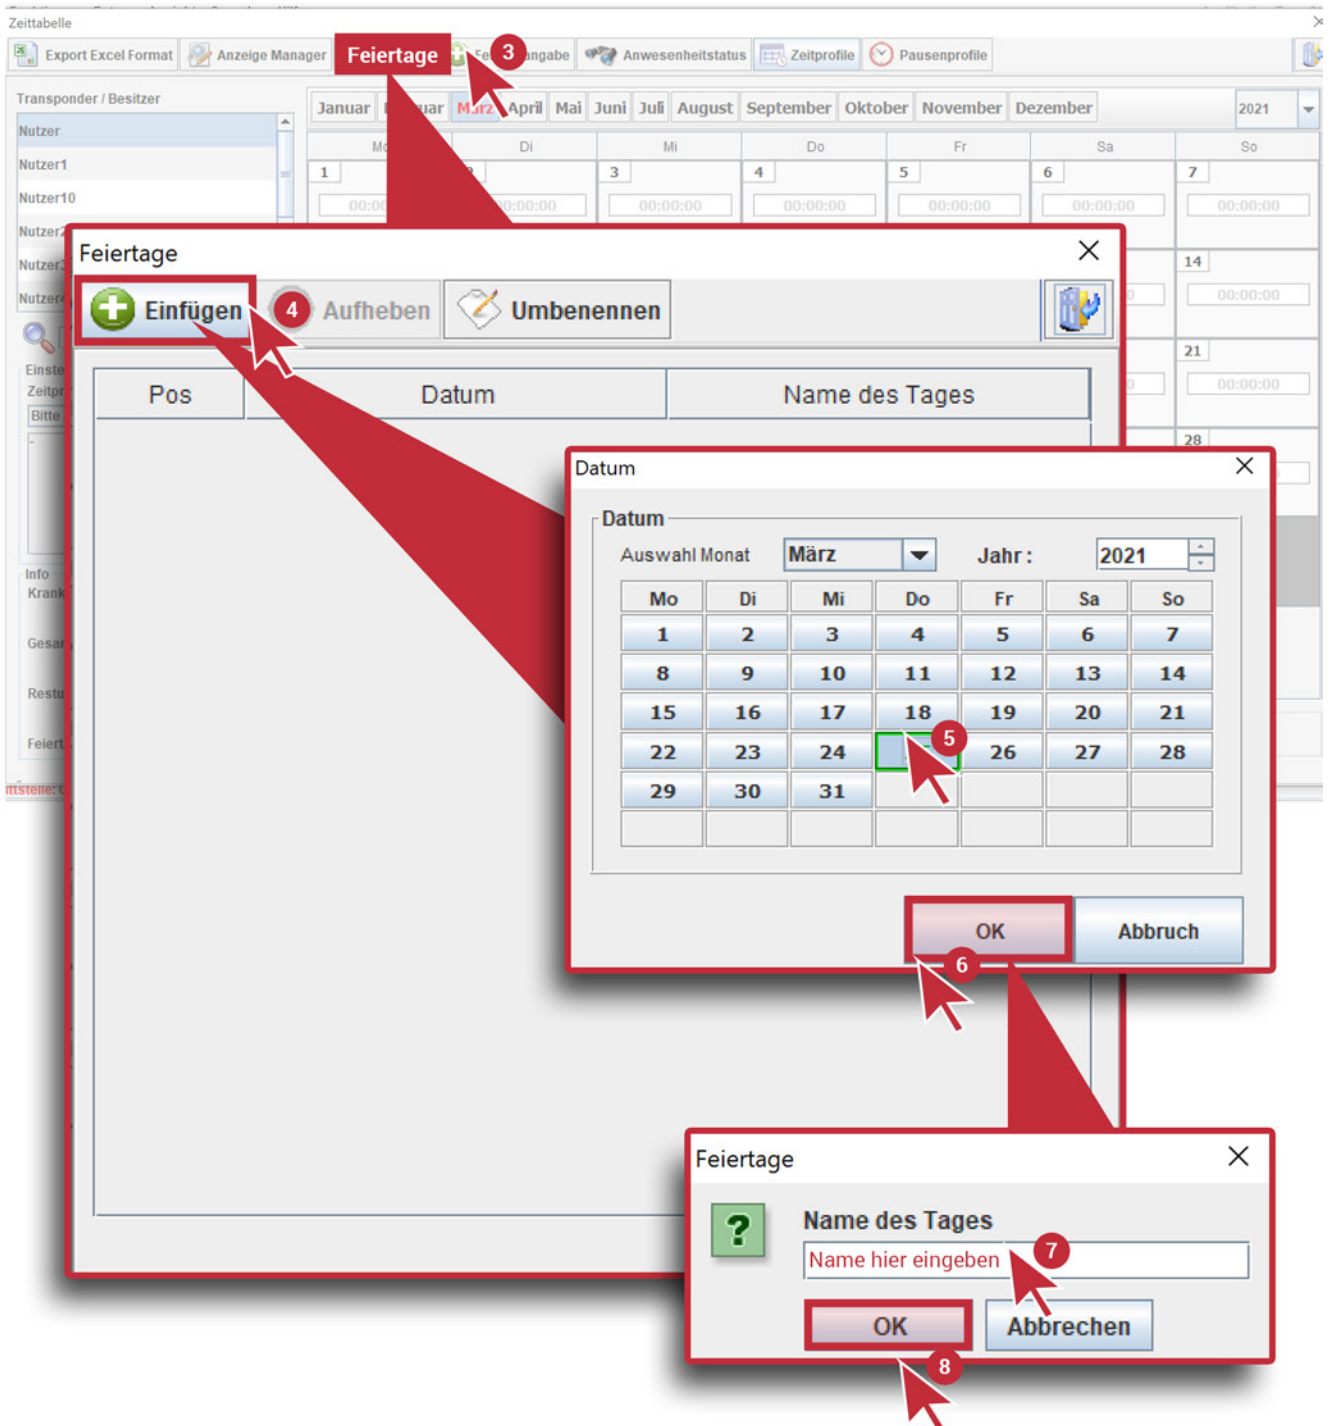 Zeittabelle
Export Excel Format Anzeige Manager Feiertage 3 Anwesenheitstatus Zeitprofile Pausenprofile
Transponder / Besitzer
Januar März April Mai Juni Juli August September Oktober November Dezember 2021
Nutzer
Mo Di Mi Do Fr Sa So
Nutzer1
1 3 4 5 6 7
Nutzer10
00:00:00 00:00:00 00:00:00 00:00:00 00:00:00
Feiertage
14
4
Einfügen Aufheben Umbenennen
00:00:00
21
00:00:00
Pos Datum Name des Tages
Bitte
28
Datum
Datum
Auswahl Monat März Jahr : 2021
Info
Mo Di Mi Do Fr Sa So
1 2 3 4 5 6 7
8 9 10 11 12 13 14
15 16 17 18 19 20 21
5
22 23 24 26 27 28
29 30 31
OK Abbruch
6
Feiertage
Name des Tages
Name hier eingeben 7
OK Abbrechen
8